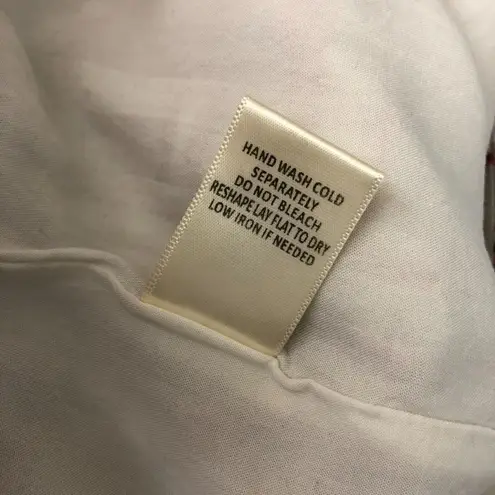 HAND WASH COLD
SEPARATELY
DO NOT BLEACH
RESHAPE LAY FLAT TO DRY
LOW IRON IF NEEDED